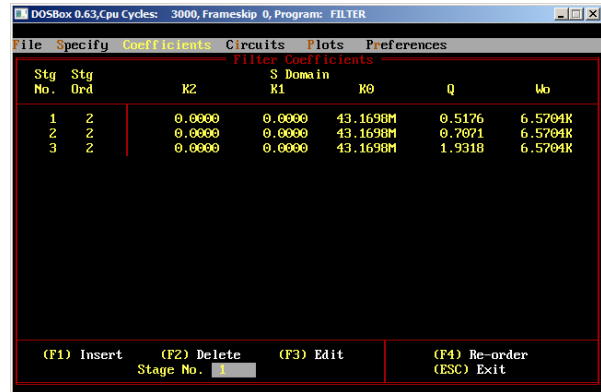 DOSBox 0.63,Cpu Cycles: 3000, Frameskip 0, Program: FILTER
File Specify Coefficients Circuits Plots Preferences
Filter Coefficients
Stg Stg S Domain
No. Ord K2 K1 K0 Q Wo
1 2 0.0000 0.0000 43.1698M 0.5176 6.5704K
2 2 0.0000 0.0000 43.1698M 0.7071 6.5704K
3 2 0.0000 0.0000 43.1698M 1.9318 6.5704K
(F1) Insert (F2) Delete (F3) Edit (F4) Re-order
Stage No. 1 (ESC) Exit